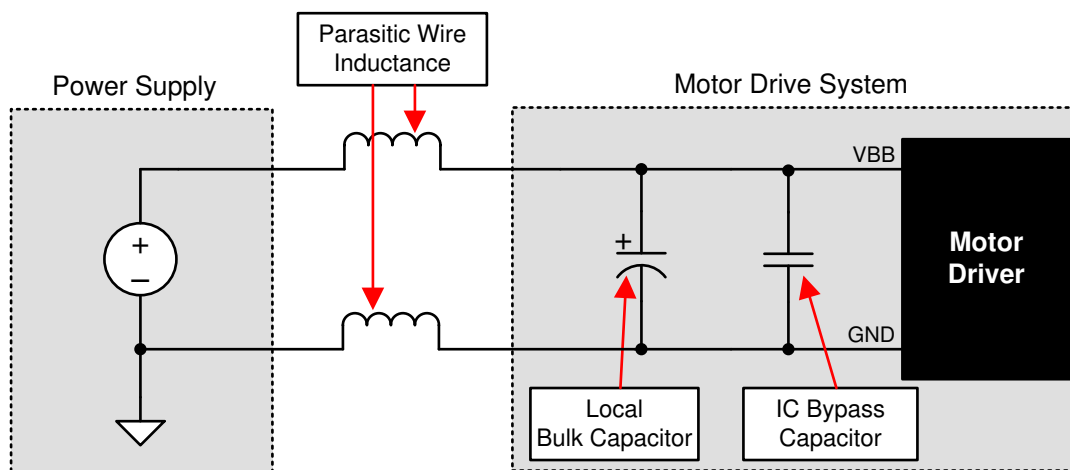 Parasitic Wire
Inductance
Power Supply
Motor Drive System
VBB
+
+
−
Motor
Driver
GND
Local
Bulk Capacitor
IC Bypass
Capacitor